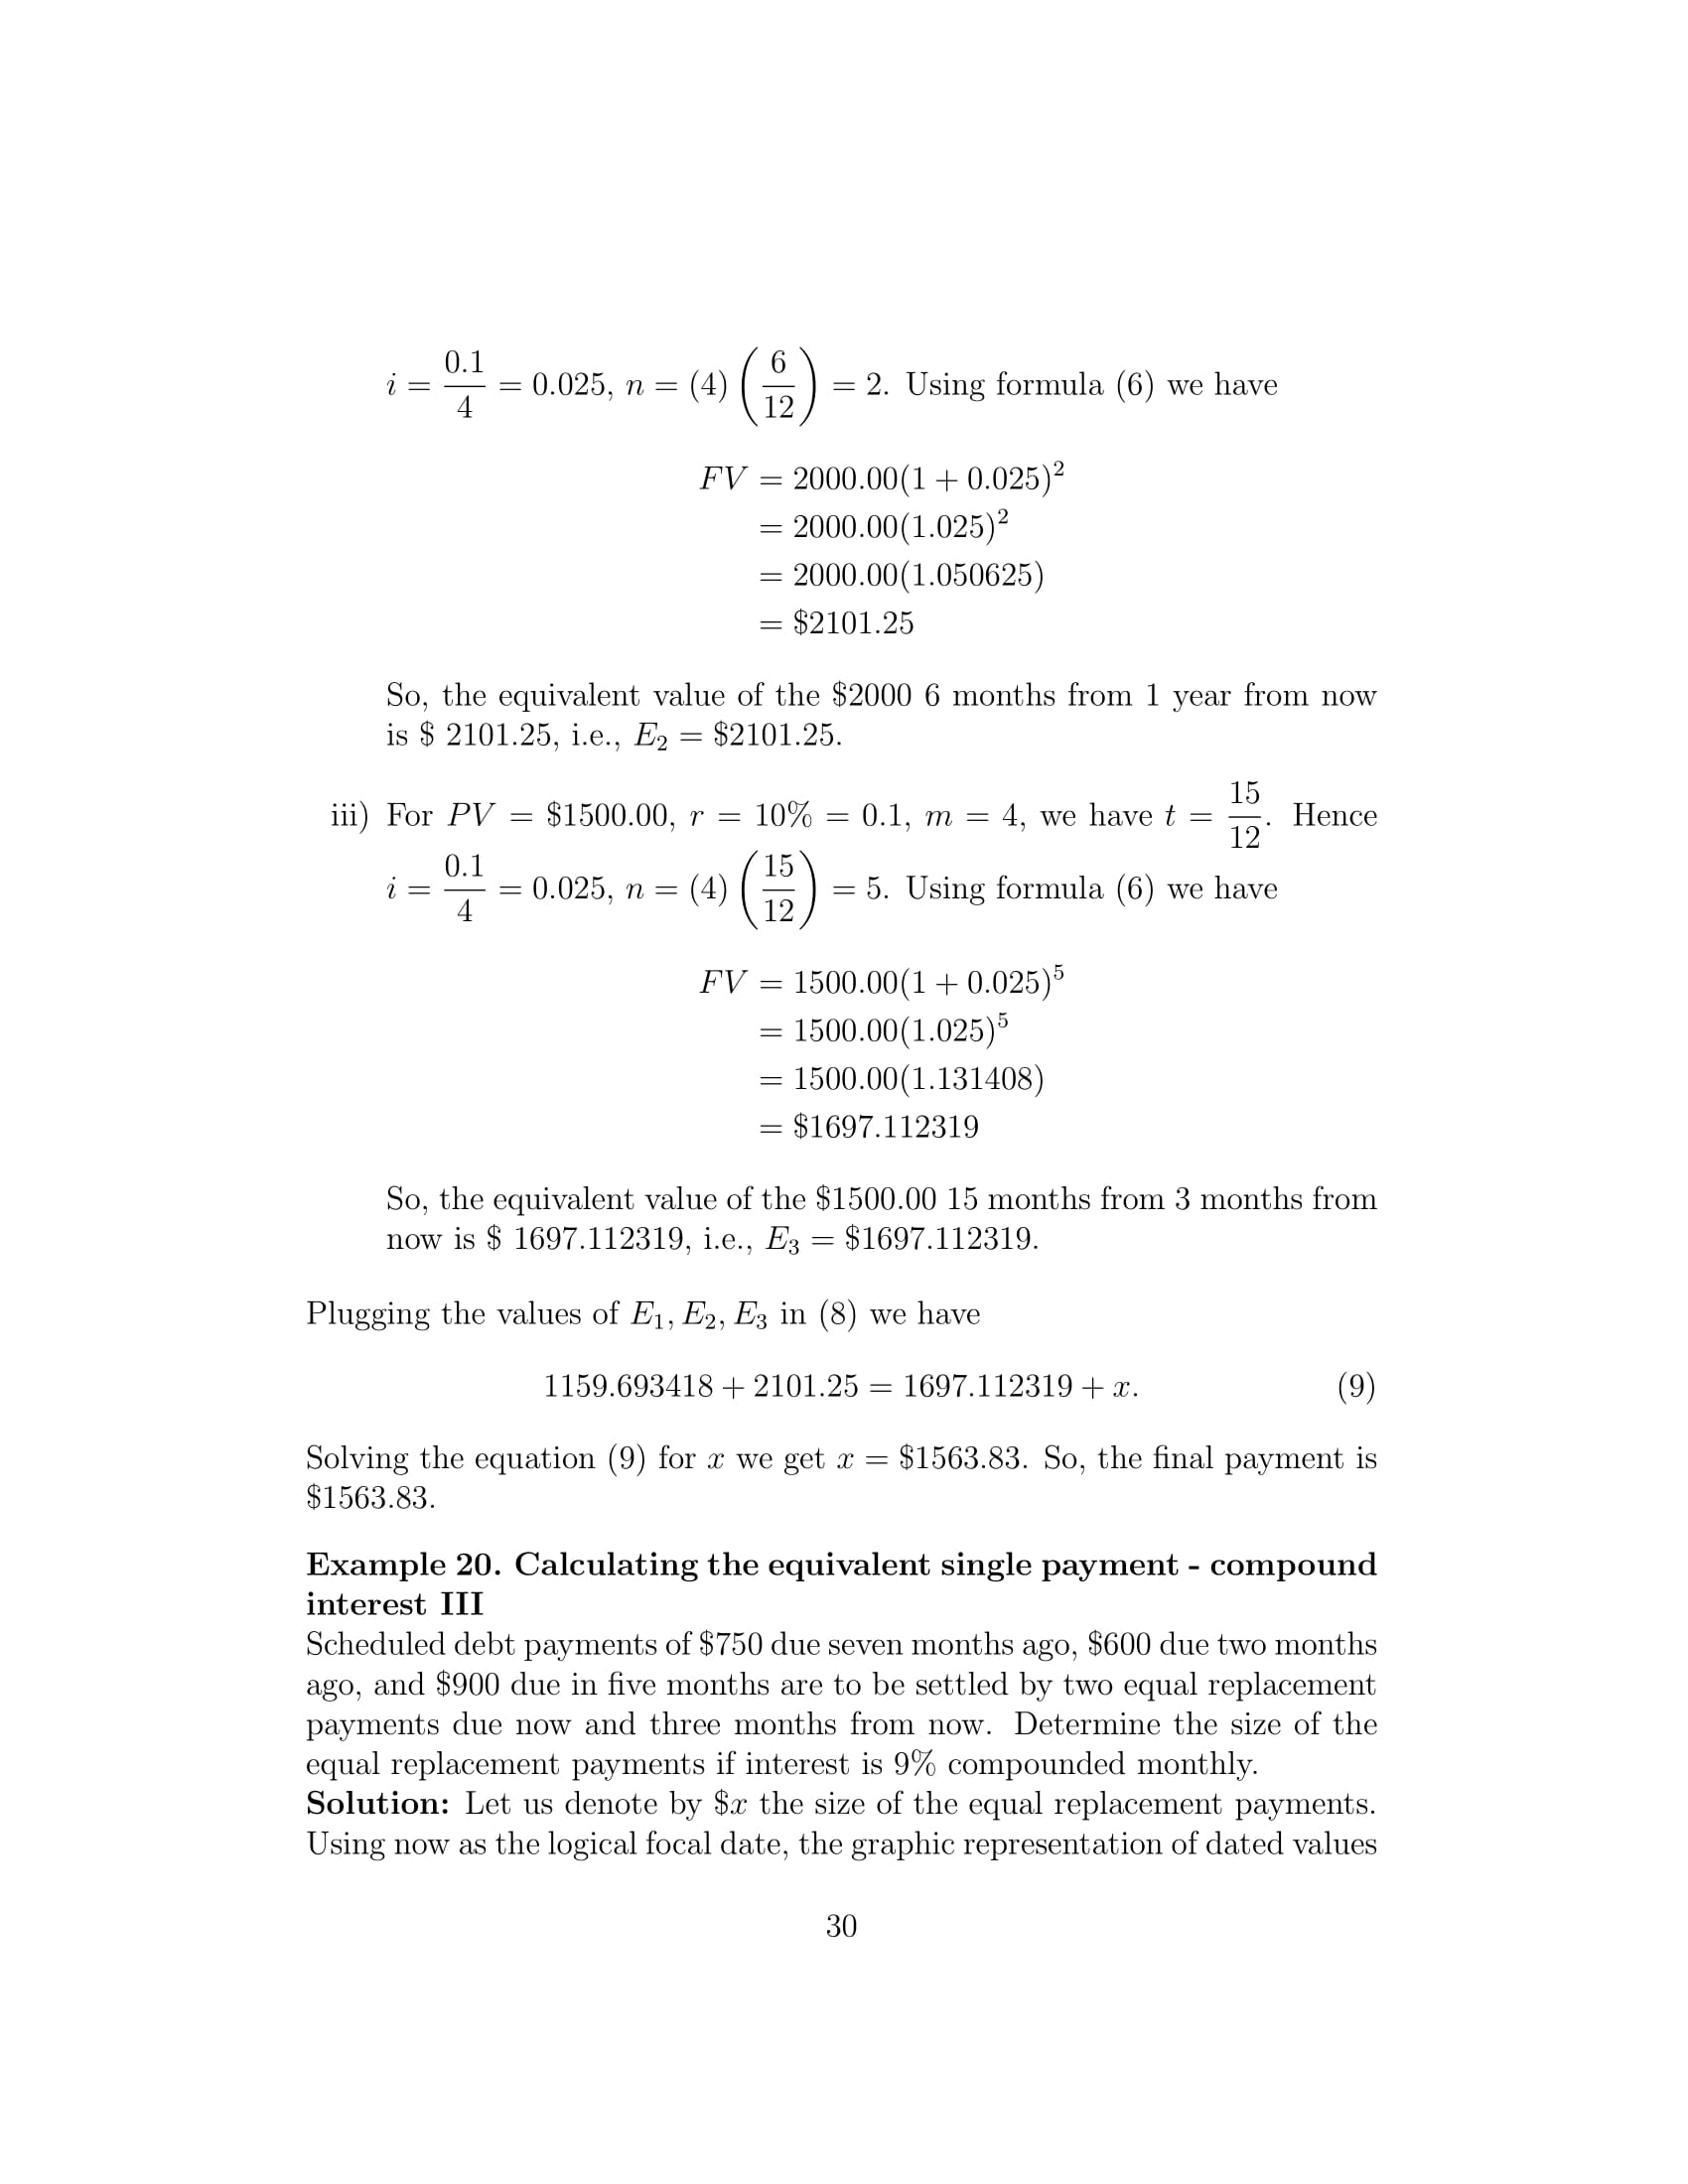 i = 0.1/4 = 0.025, n = (4)(6/12) = 2. Using formula (6) we have
FV = 2000.00(1 + 0.025)^2
= 2000.00(1.025)^2
= 2000.00(1.050625)
= $2101.25
So, the equivalent value of the $2000 6 months from 1 year from now
is $ 2101.25, i.e., E_2 = $2101.25.
iii) For PV = $1500.00, r = 10% = 0.1, m = 4, we have t = 15/12. Hence
i = 0.1/4 = 0.025, n = (4)(15/12) = 5. Using formula (6) we have
FV = 1500.00(1 + 0.025)^5
= 1500.00(1.025)^5
= 1500.00(1.131408)
= $1697.112319
So, the equivalent value of the $1500.00 15 months from 3 months from
now is $ 1697.112319, i.e., E_3 = $1697.112319.
Plugging the values of E_1, E_2, E_3 in (8) we have
1159.693418 + 2101.25 = 1697.112319 + x. (9)
Solving the equation (9) for x we get x = $1563.83. So, the final payment is
$1563.83.
Example 20. Calculating the equivalent single payment - compound
interest III
Scheduled debt payments of $750 due seven months ago, $600 due two months
ago, and $900 due in five months are to be settled by two equal replacement
payments due now and three months from now. Determine the size of the
equal replacement payments if interest is 9% compounded monthly.
Solution: Let us denote by $x the size of the equal replacement payments.
Using now as the logical focal date, the graphic representation of dated values
30